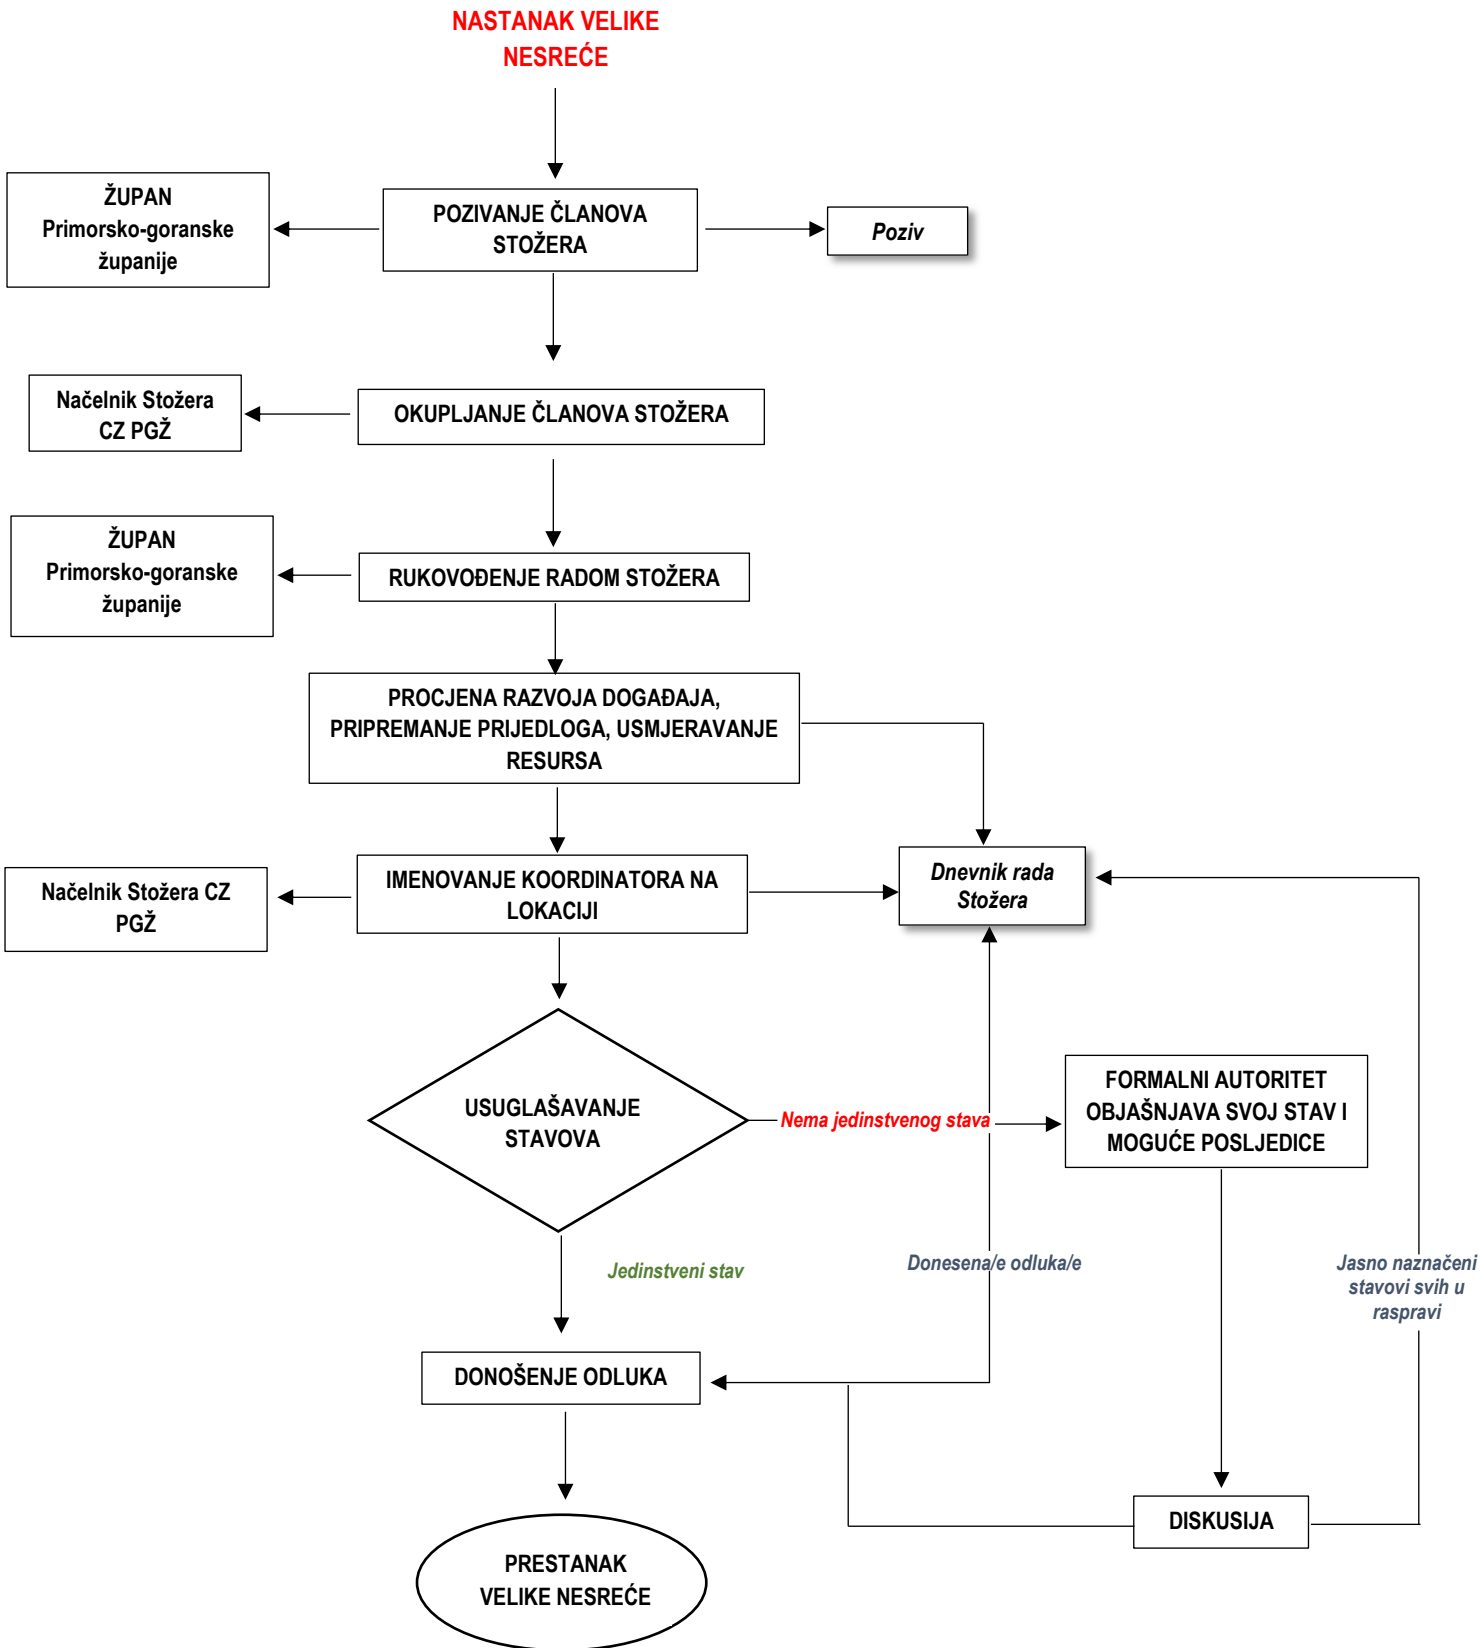 NASTANAK VELIKE
NESREĆE
ŽUPAN
Primorsko-goranske
županije
POZIVANJE ČLANOVA
STOŽERA
Poziv
Načelnik Stožera
CZ PGŽ
OKUPLJANJE ČLANOVA STOŽERA
ŽUPAN
Primorsko-goranske
županije
RUKOVOĐENJE RADOM STOŽERA
PROCJENA RAZVOJA DOGAĐAJA,
PRIPREMANJE PRIJEDLOGA, USMJERAVANJE
RESURSA
Načelnik Stožera CZ
PGŽ
IMENOVANJE KOORDINATORA NA
LOKACIJI
Dnevnik rada
Stožera
USUGLAŠAVANJE
STAVOVA
Nema jedinstvenog stava
FORMALNI AUTORITET
OBJAŠNJAVA SVOJ STAV I
MOGUĆE POSLJEDICE
Jedinstveni stav
Donesena/e odluka/e
Jasno naznačeni
stavovi svih u
raspravi
DONOŠENJE ODLUKA
DISKUSIJA
PRESTANAK
VELIKE NESREĆE